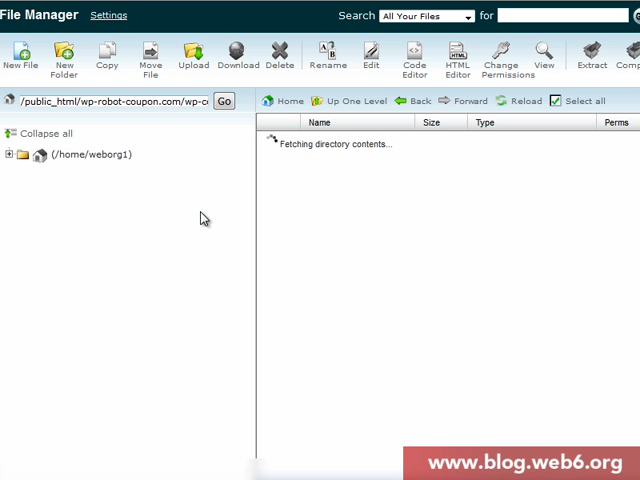 File Manager Settings Search All Your Files for
New File New Folder Copy Move File Upload Download Delete Rename Edit Code Editor HTML Editor Change Permissions View Extract
/public_html/wp-robot-coupon.com/wp-c Go Home Up One Level Back Forward Reload Select all
Name Size Type Perms
Collapse all
Fetching directory contents...
(/home/weborg1)
www.blog.web6.org